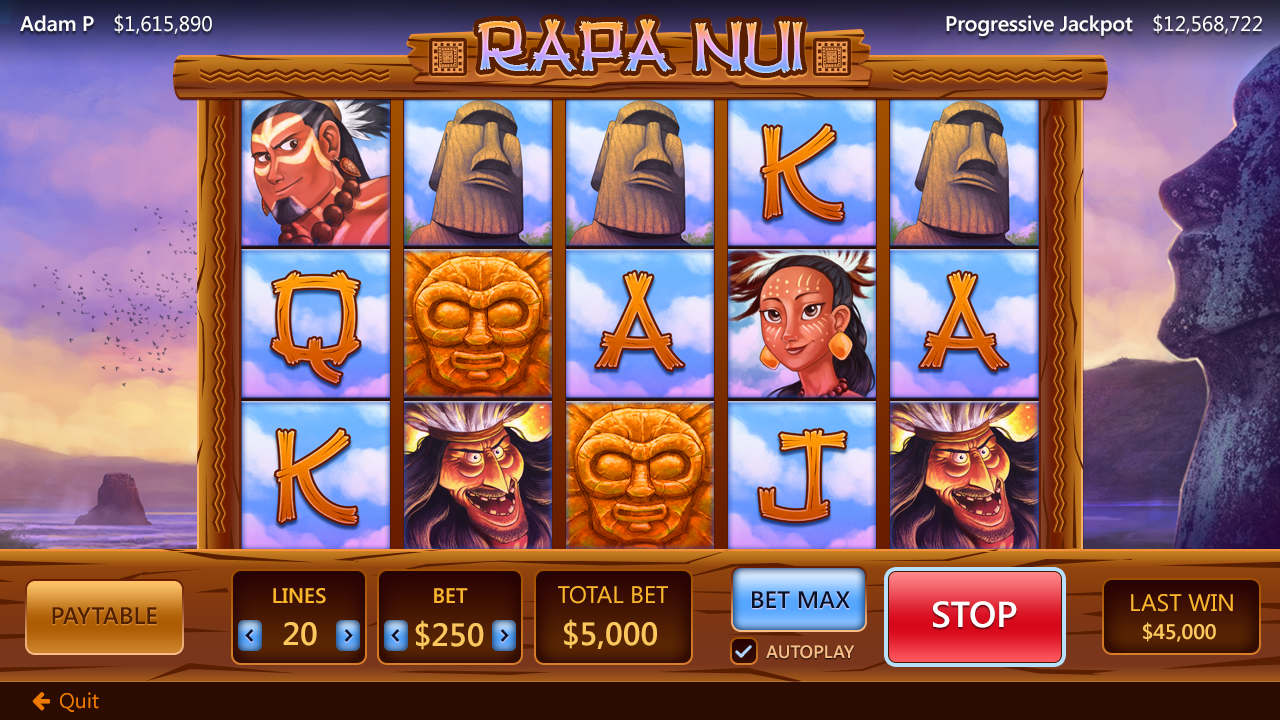 Adam P $1,615,890
RAPA NUI
Progressive Jackpot $12,568,722
K
Q A A
K J
PAYTABLE
LINES
< 20 >
BET
< $250 >
TOTAL BET
$5,000
BET MAX
AUTOPLAY
STOP
LAST WIN
$45,000
Quit